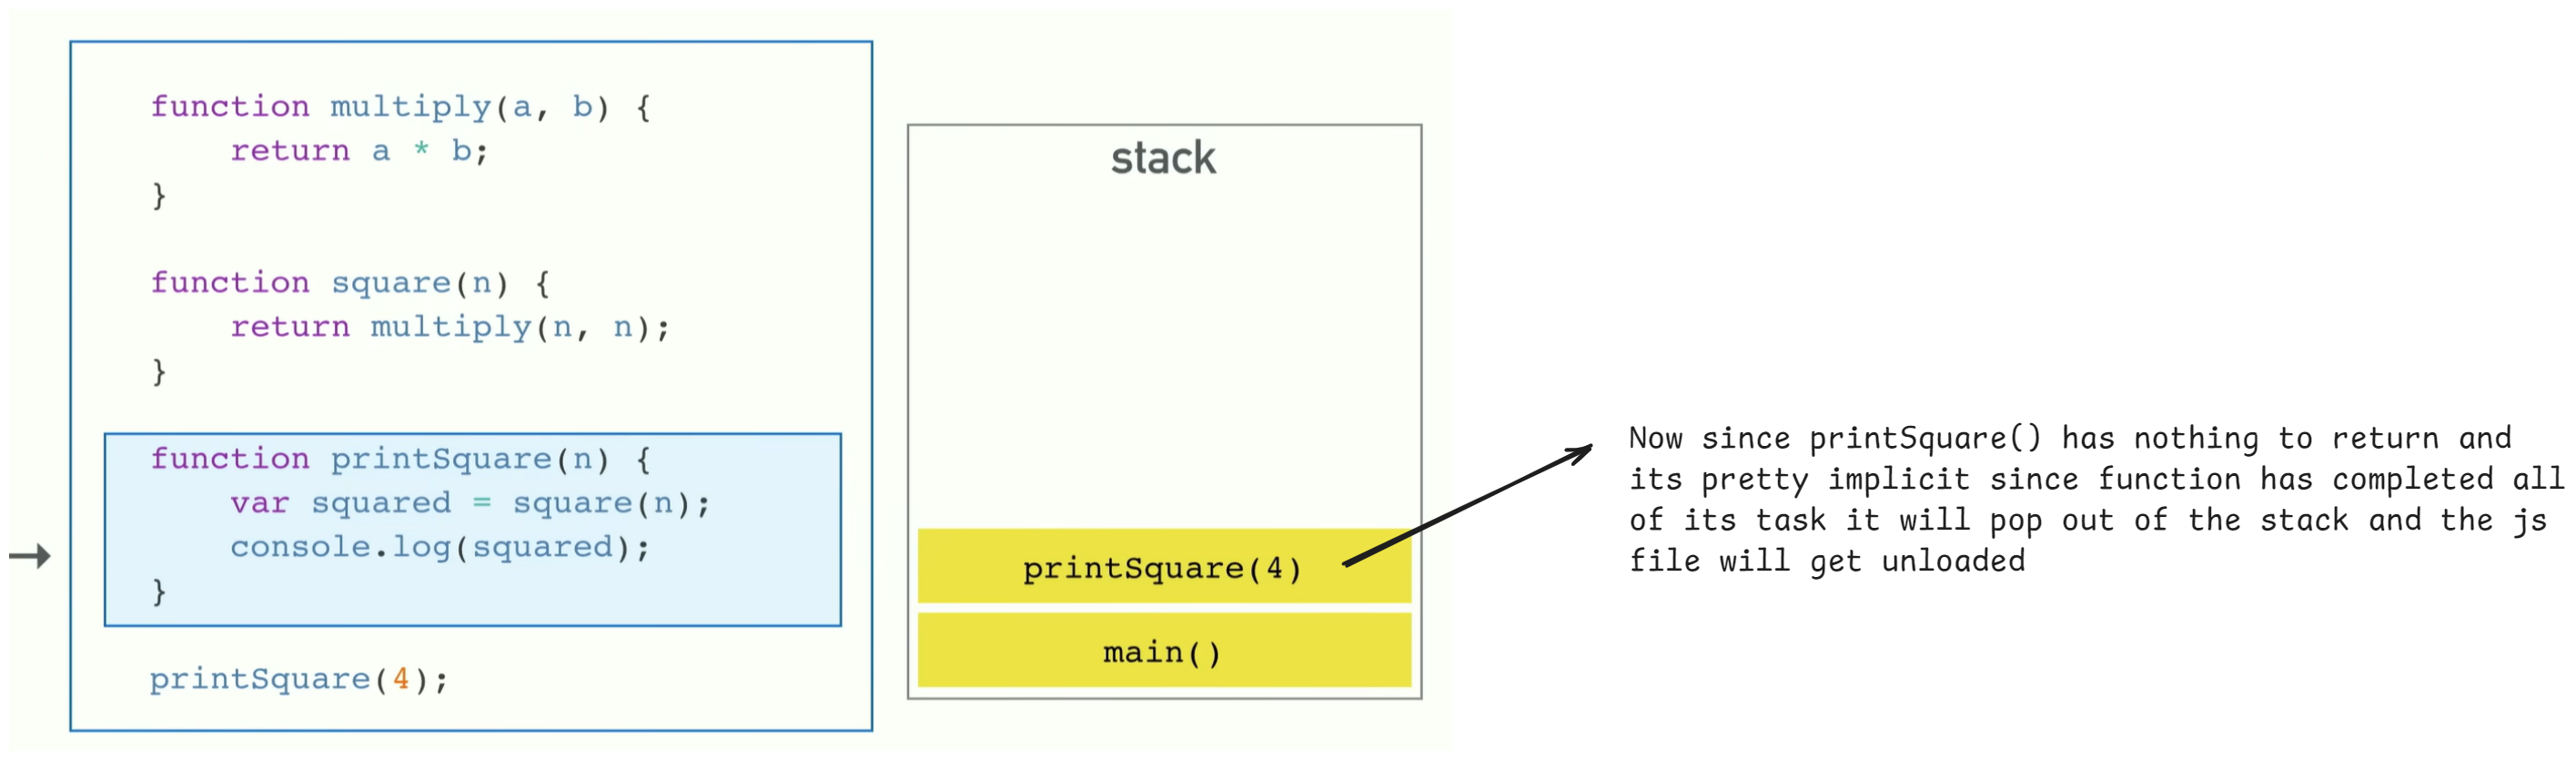 function multiply(a, b) {
    return a * b;
}
function square(n) {
    return multiply(n, n);
}
function printSquare(n) {
    var squared = square(n);
    console.log(squared);
}
printSquare(4);
stack
printSquare(4)
main()
Now since printSquare() has nothing to return and
its pretty implicit since function has completed all
of its task it will pop out of the stack and the js
file will get unloaded